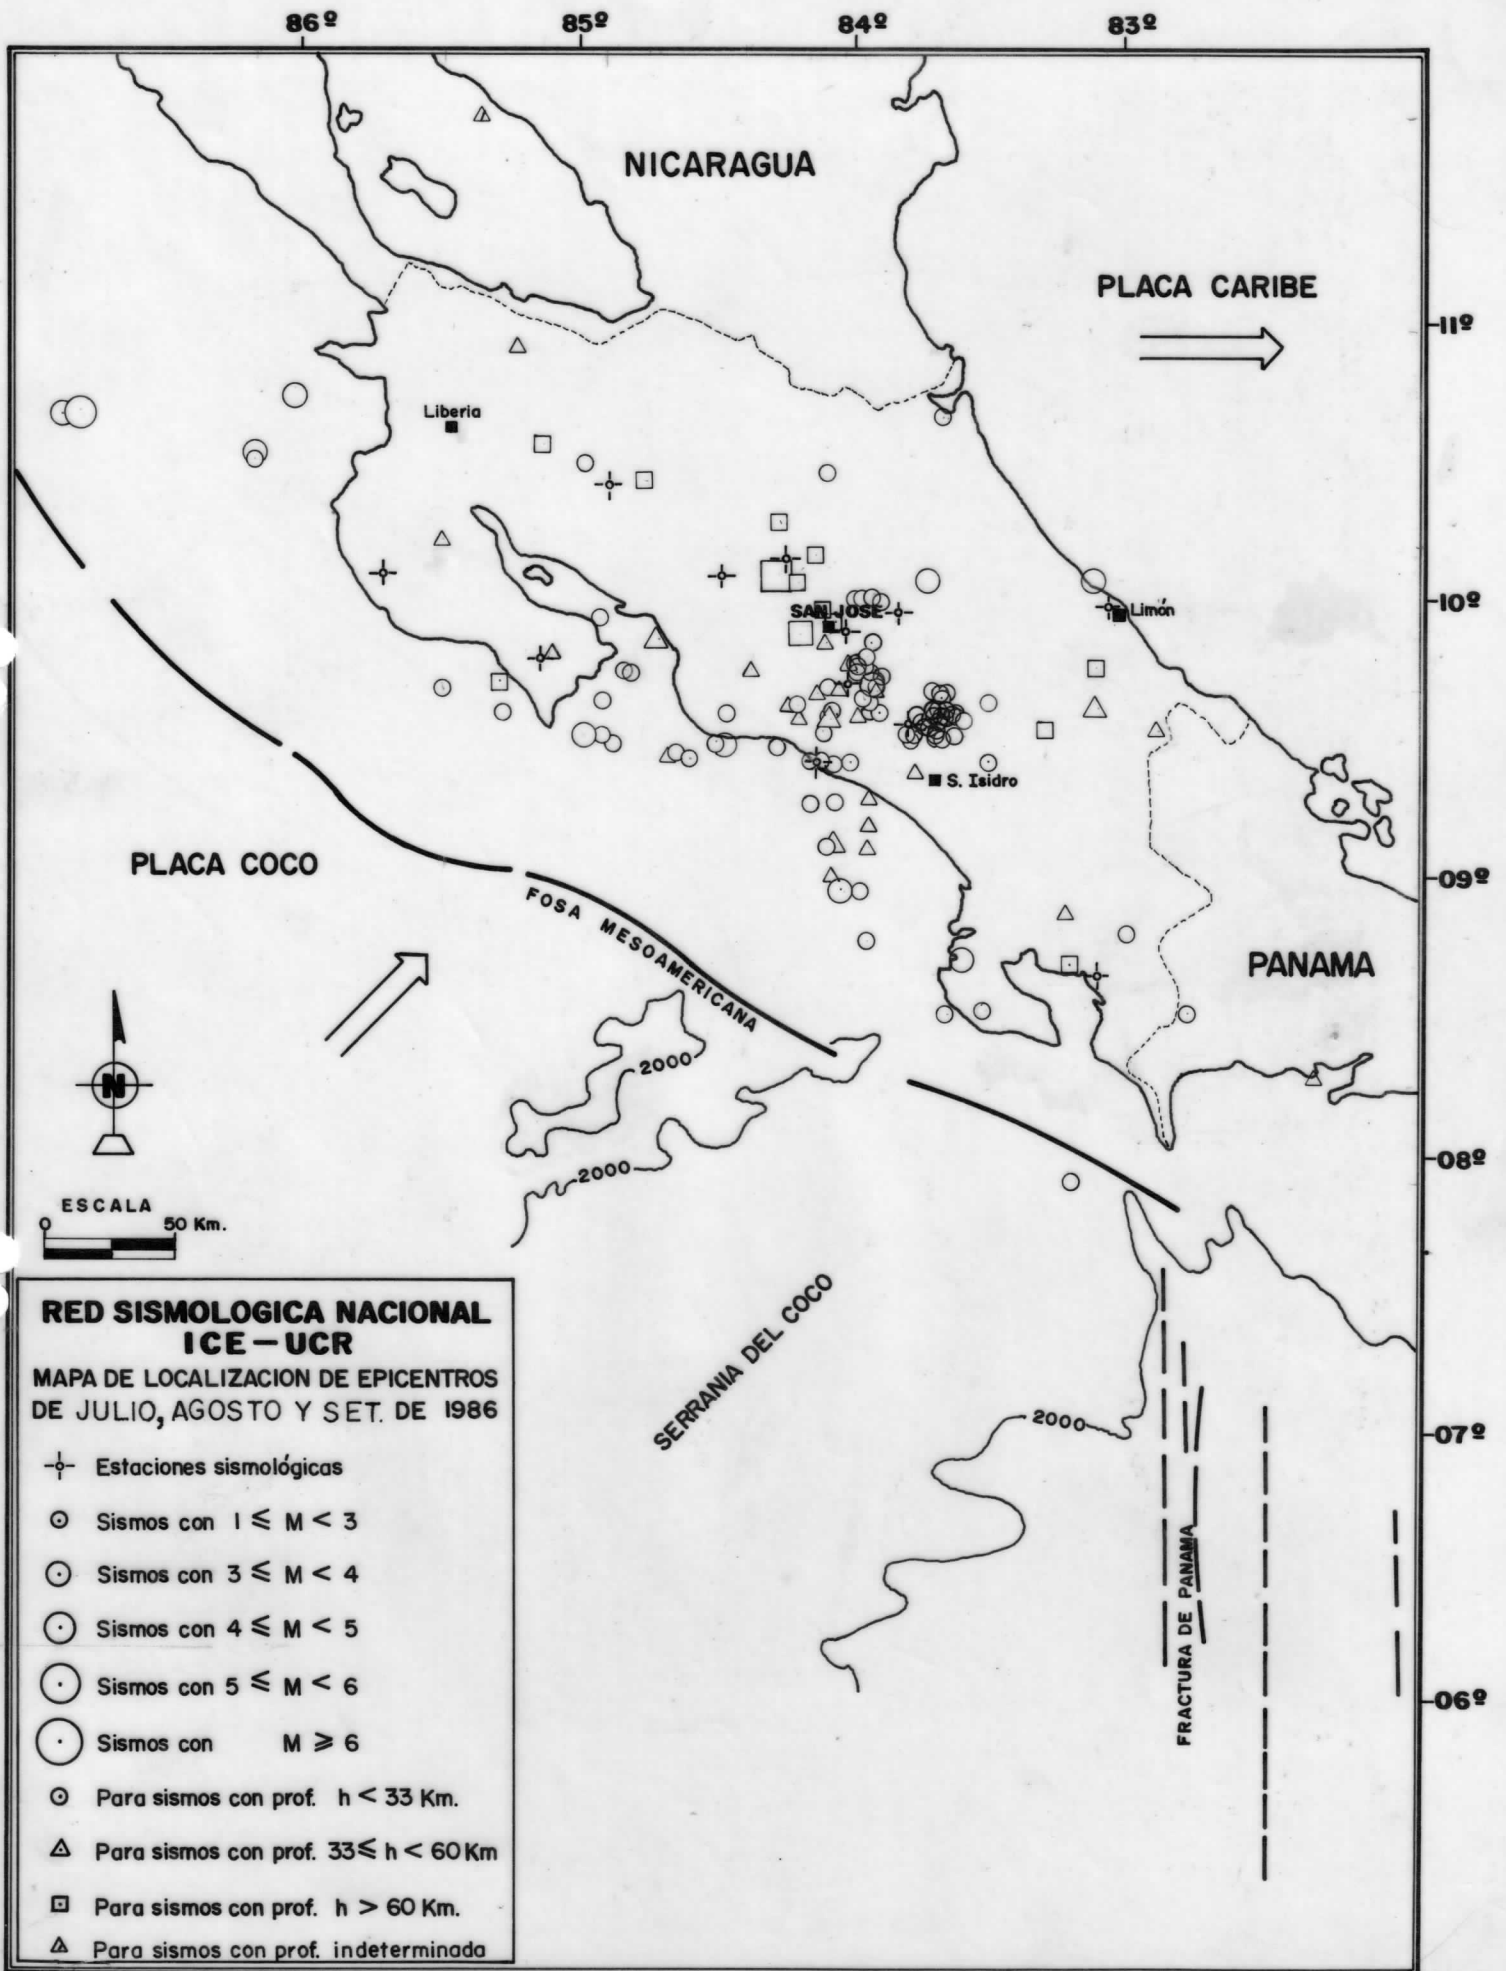 86º 85º 84º 83º
NICARAGUA
PLACA CARIBE
11º
Liberia
10º
SAN JOSE
Limón
S. Isidro
PLACA COCO
09º
FOSA MESOAMERICANA
PANAMA
2000
N
08º
2000
ESCALA
0 50 Km.
SERRANIA DEL COCO
2000
07º
FRACTURA DE PANAMA
06º
RED SISMOLOGICA NACIONAL
ICE-UCR
MAPA DE LOCALIZACION DE EPICENTROS
DE JULIO, AGOSTO Y SET. DE 1986
Estaciones sismológicas
Sismos con 1 ≤ M < 3
Sismos con 3 ≤ M < 4
Sismos con 4 ≤ M < 5
Sismos con 5 ≤ M < 6
Sismos con M ≥ 6
Para sismos con prof. h < 33 Km.
Para sismos con prof. 33 ≤ h < 60 Km
Para sismos con prof. h > 60 Km.
Para sismos con prof. indeterminada